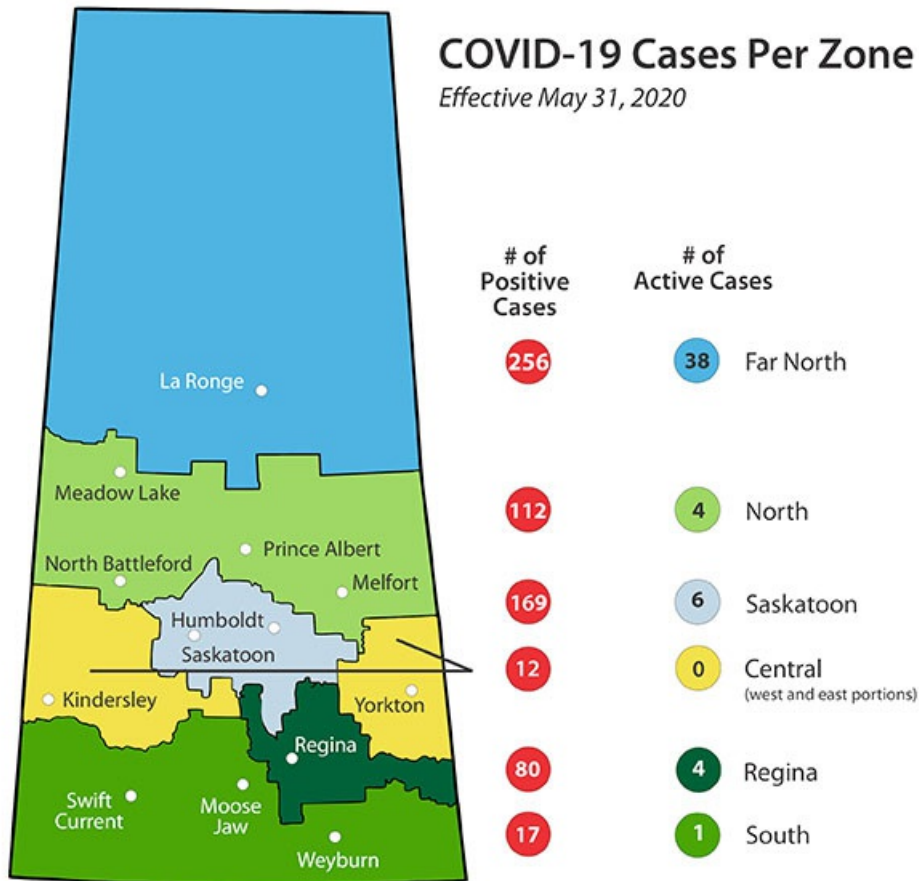 COVID-19 Cases Per Zone
Effective May 31, 2020
# of
Positive
Cases
# of
Active Cases
256
38
Far North
La Ronge
Meadow Lake
112
4
North
Prince Albert
North Battleford
Melfort
169
6
Saskatoon
Humboldt
Saskatoon
12
0
Central
(west and east portions)
Kindersley
Yorkton
Regina
80
4
Regina
Swift
Current
Moose
Jaw
17
1
South
Weyburn